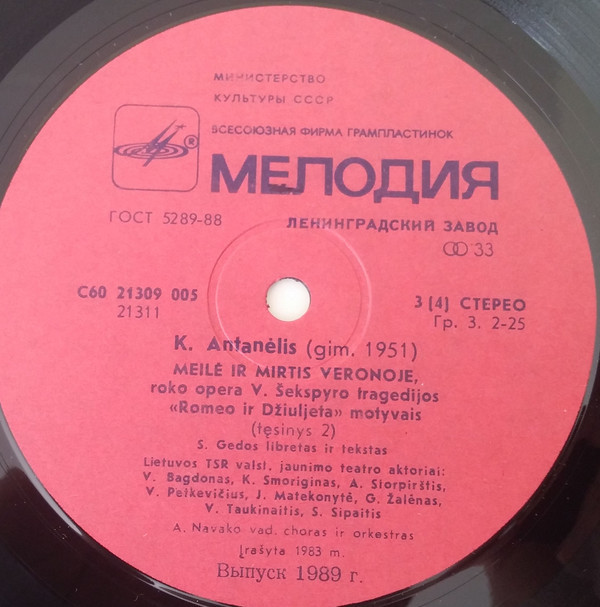 МИНИСТЕРСТВО
КУЛЬТУРЫ СССР
ВСЕСОЮЗНАЯ ФИРМА ГРАМПЛАСТИНОК
®
МЕЛОДИЯ
ГОСТ 5289-88
ЛЕНИНГРАДСКИЙ ЗАВОД
33
С60 21309 005
21311
3 (4) СТЕРЕО
Гр. 3. 2-25
K. Antanėlis (gim. 1951)
MEILĖ IR MIRTIS VERONOJE,
roko opera V. Šekspyro tragedijos
«Romeo ir Džiuljeta» motyvais
(tęsinys 2)
S. Gedos libretas ir tekstas
Lietuvos TSR valst. jaunimo teatro aktoriai:
V. Bagdonas, K. Smoriginas, A. Storpirštis,
V. Petkevičius, J. Matekonytė, G. Žalėnas,
V. Taukinaitis, S. Sipaitis
A. Navako vad. choras ir orkestras
Įrašyta 1983 m.
Выпуск 1989 г.